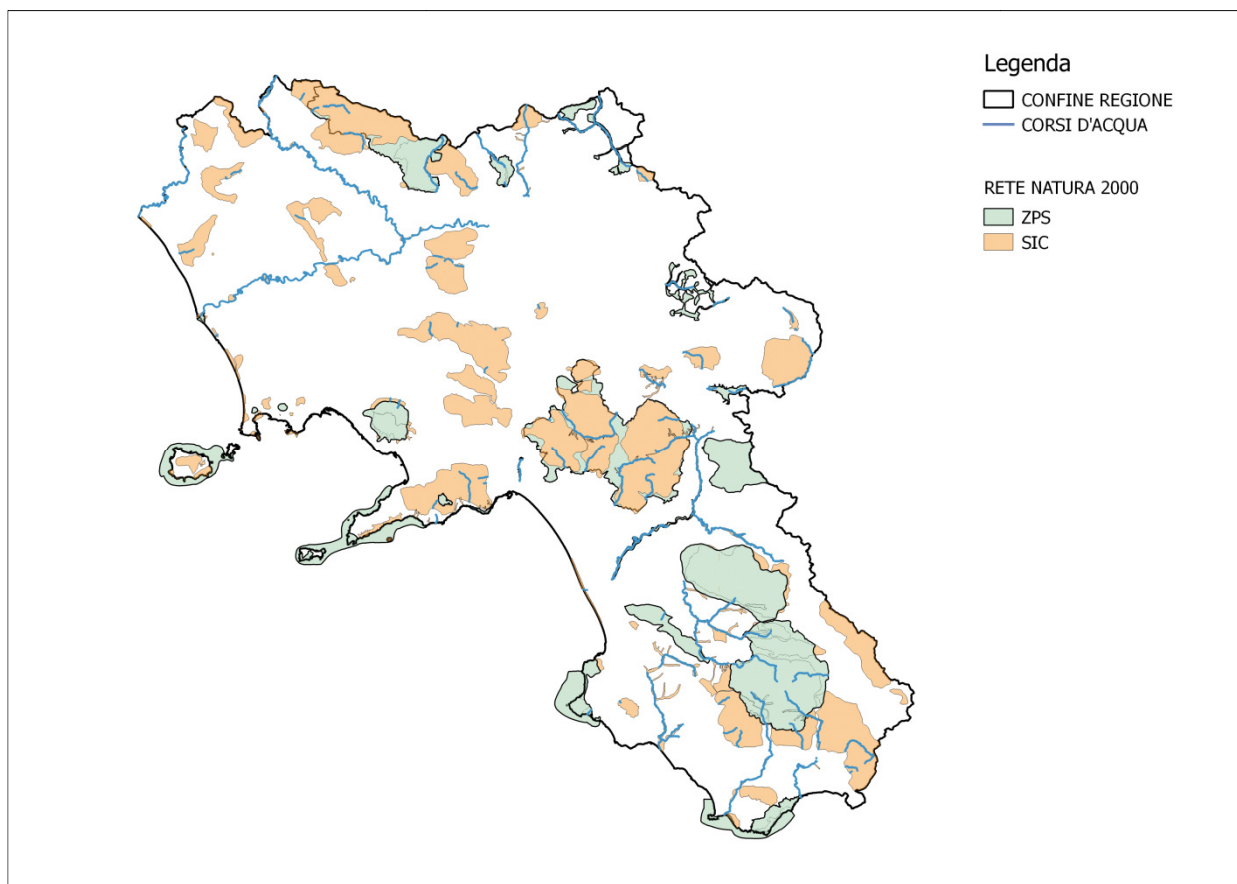 Legenda
CONFINE REGIONE
CORSI D'ACQUA
RETE NATURA 2000
ZPS
SIC